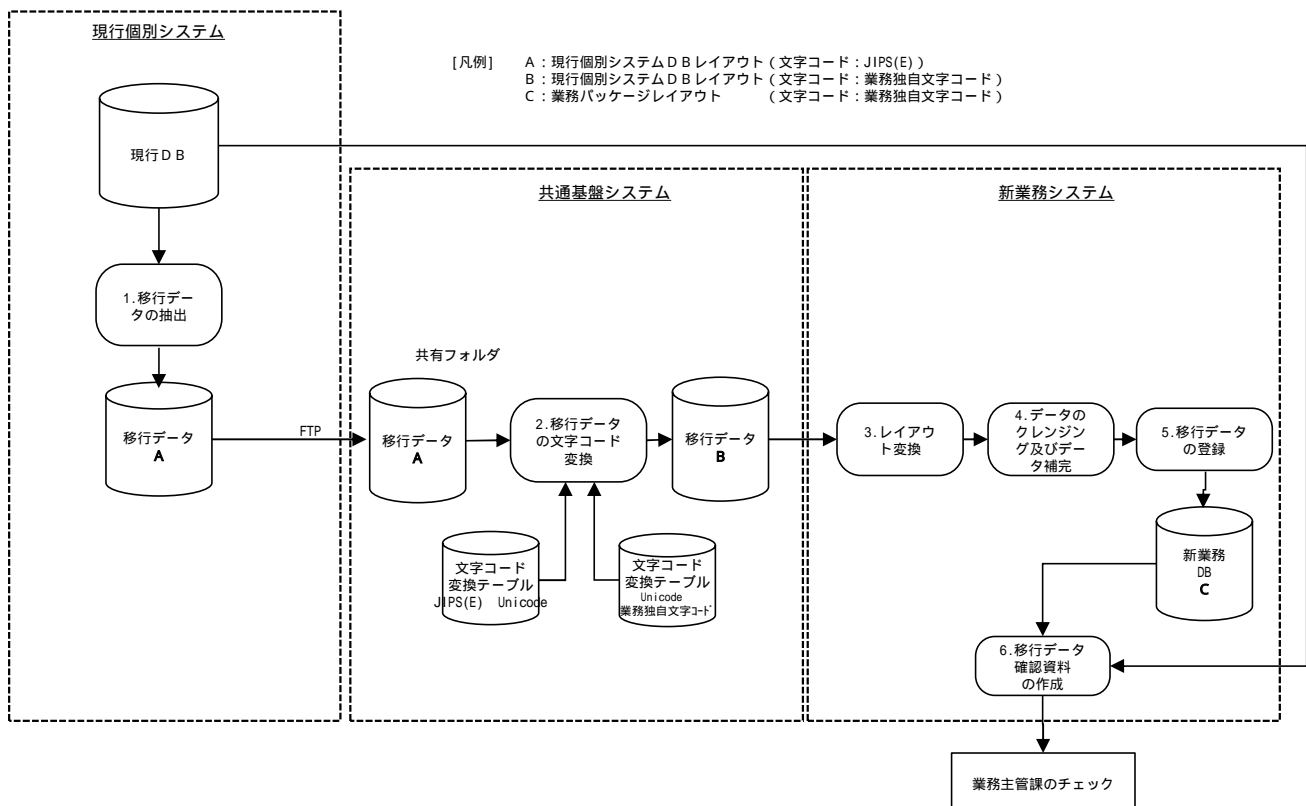 現行個別システム
[凡例]
A：現行個別システムDBレイアウト（文字コード：JIPS(E)）
B：現行個別システムDBレイアウト（文字コード：業務独自文字コード）
C：業務パッケージレイアウト　　（文字コード：業務独自文字コード）
現行DB
共通基盤システム
新業務システム
1.移行デー
タの抽出
共有フォルダ
移行データ
A
FTP
移行データ
A
2.移行データ
の文字コード
変換
移行データ
B
3.レイアウ
ト変換
4.データの
クレンジン
グ及びデー
タ補完
5.移行データ
の登録
文字コード
変換テーブル
JIPS(E)　Unicode
文字コード
変換テーブル
Unicode
業務独自文字ｺｰﾄﾞ
新業務
DB
C
6.移行データ
確認資料
の作成
業務主管課のチェック